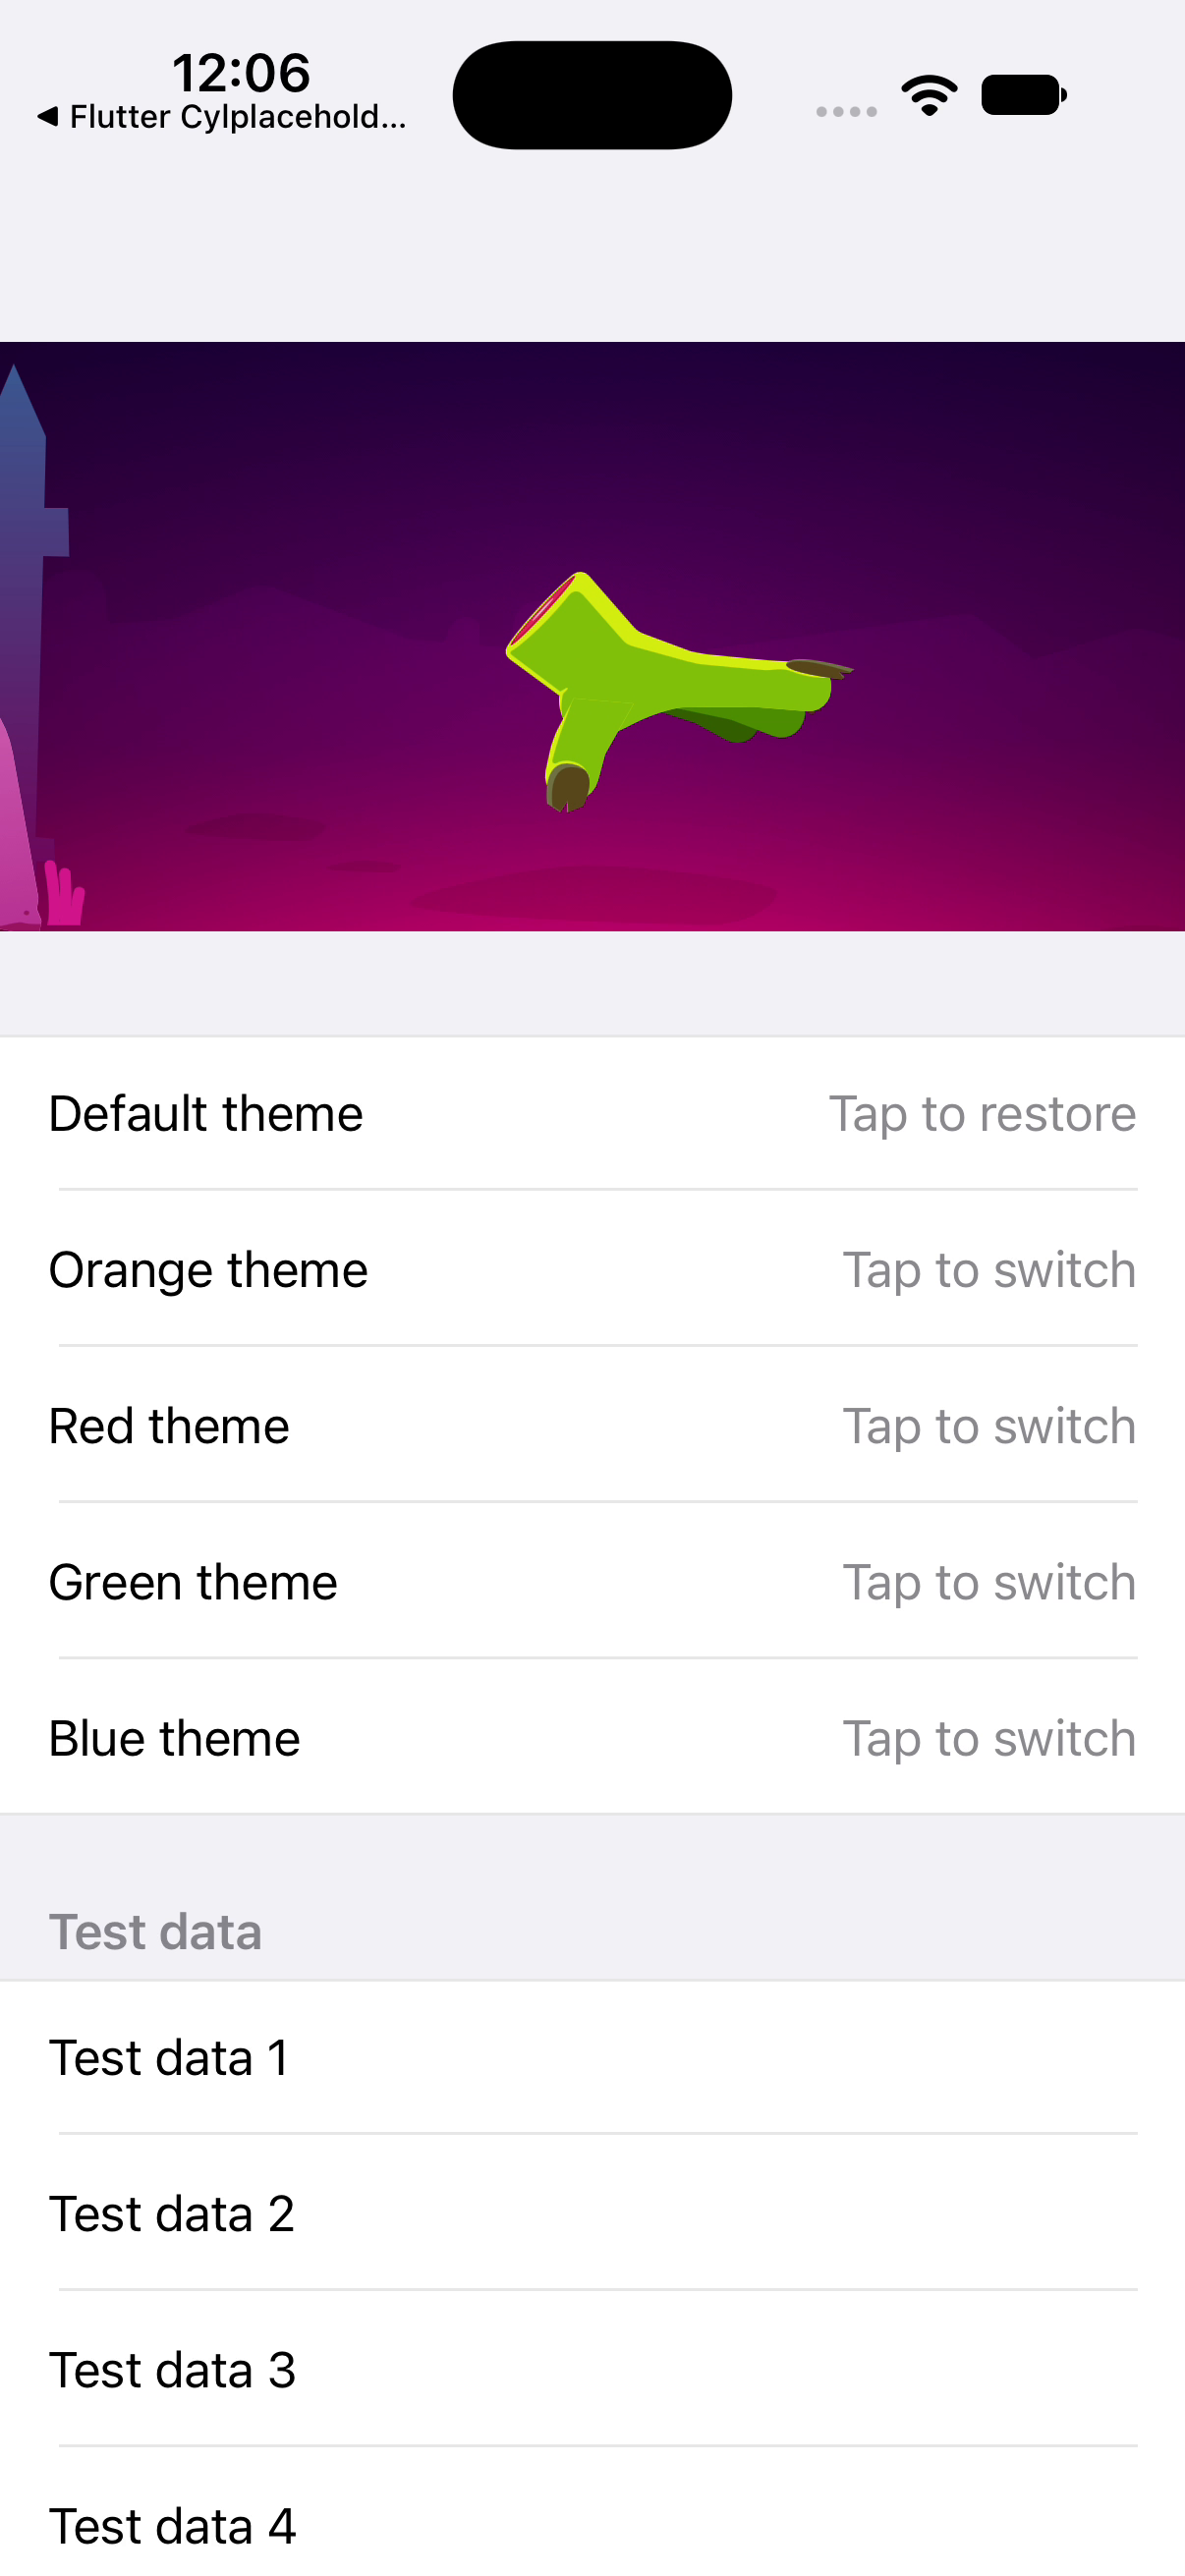 12:06
◀ Flutter Cylplacehold...
Default theme Tap to restore
Orange theme Tap to switch
Red theme Tap to switch
Green theme Tap to switch
Blue theme Tap to switch
Test data
Test data 1
Test data 2
Test data 3
Test data 4